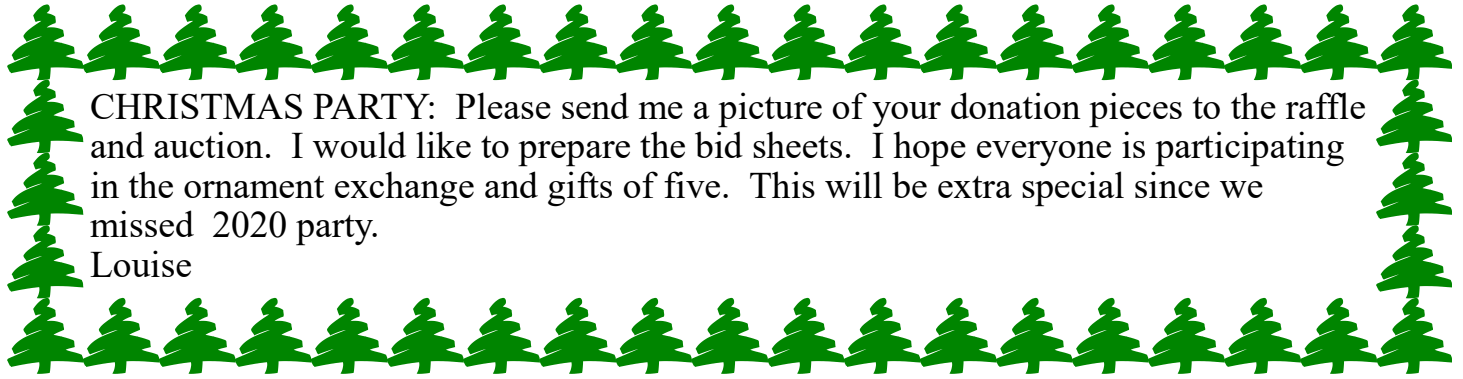 CHRISTMAS PARTY:  Please send me a picture of your donation pieces to the raffle
and auction.  I would like to prepare the bid sheets.  I hope everyone is participating
in the ornament exchange and gifts of five.  This will be extra special since we
missed  2020 party.
Louise